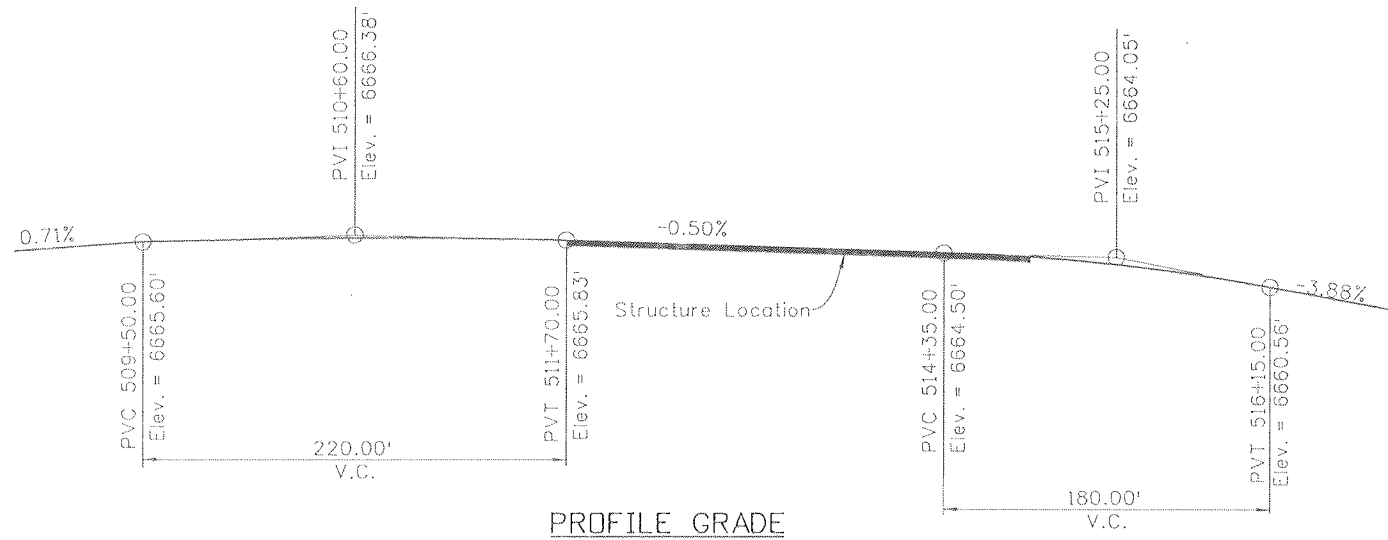 PVI 510+60.00
Elev. = 6666.38'
PVI 515+25.00
Elev. = 6664.05'
0.71%
-0.50%
-3.88%
Structure Location
PVC 509+50.00
Elev. = 6665.60'
PVT 511+70.00
Elev. = 6665.83'
PVC 514+35.00
Elev. = 6664.50'
PVT 516+15.00
Elev. = 6660.56'
220.00'
V.C.
180.00'
V.C.
PROFILE GRADE